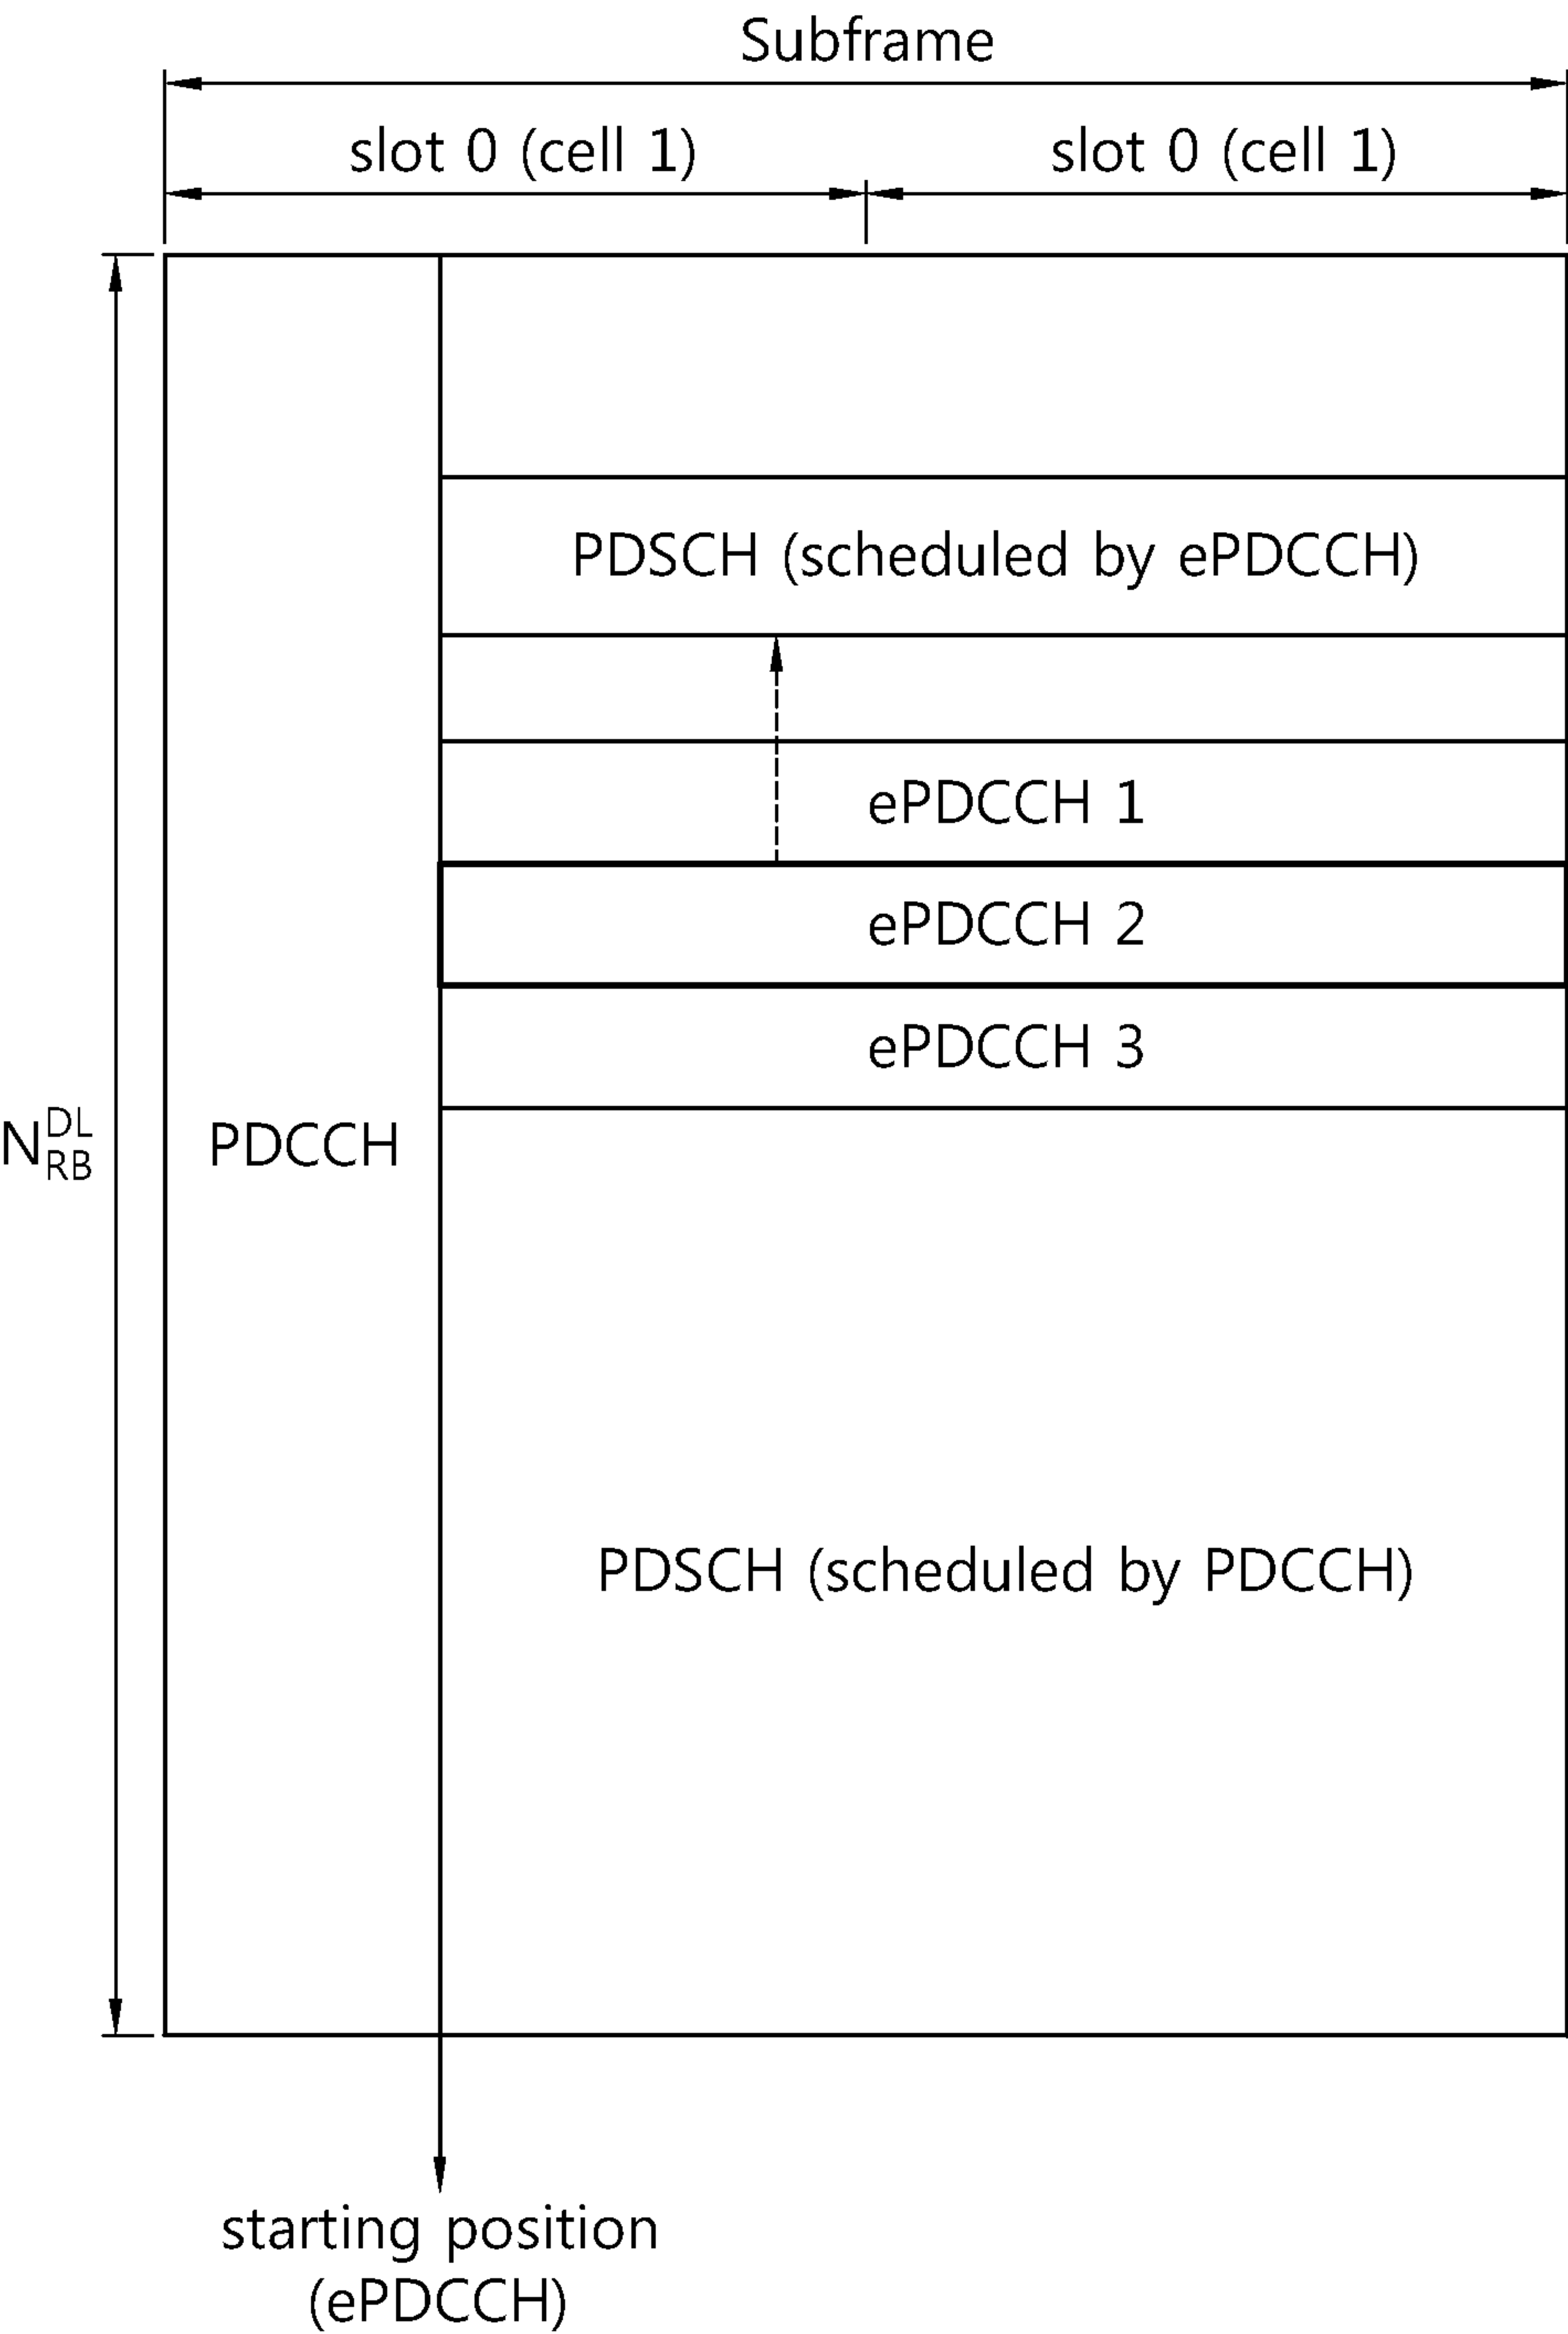 Subframe
slot 0 (cell 1) slot 0 (cell 1)
PDSCH (scheduled by ePDCCH)
ePDCCH 1
ePDCCH 2
ePDCCH 3
N DL RB
PDCCH
PDSCH (scheduled by PDCCH)
starting position
(ePDCCH)